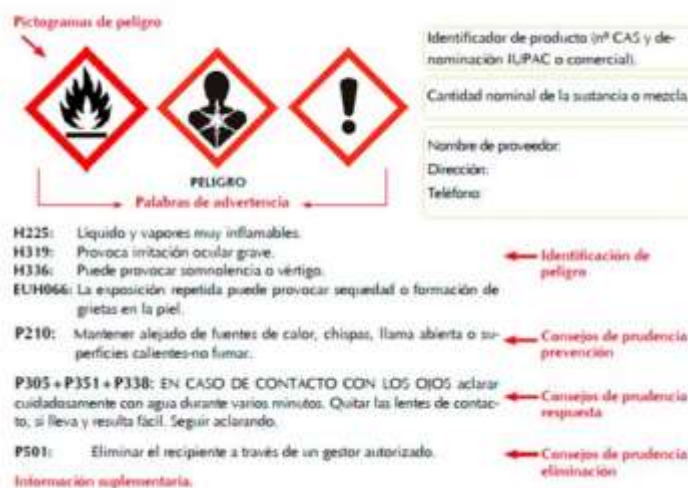 Pictogramas de peligro
Identificador de producto (nº CAS y de-
nominación IUPAC o comercial).
Cantidad nominal de la sustancia o mezcla.
Nombre de proveedor:
Dirección:
Teléfono:
PELIGRO
Palabras de advertencia
H225: Líquido y vapores muy inflamables.
H319: Provoca irritación ocular grave.
H336: Puede provocar somnolencia o vértigo.
EUH066: La exposición repetida puede provocar sequedad o formación de
grietas en la piel.
Identificación de
peligro
P210: Mantener alejado de fuentes de calor, chispas, llama abierta o su-
perficies calientes-no fumar.
Consejos de prudencia
prevención
P305+P351+P338: EN CASO DE CONTACTO CON LOS OJOS aclarar
cuidadosamente con agua durante varios minutos. Quitar las lentes de contac-
to, si lleva y resulta fácil. Seguir aclarando.
Consejos de prudencia
respuesta
P501: Eliminar el recipiente a través de un gestor autorizado.
Consejos de prudencia
eliminación
Información suplementaria.